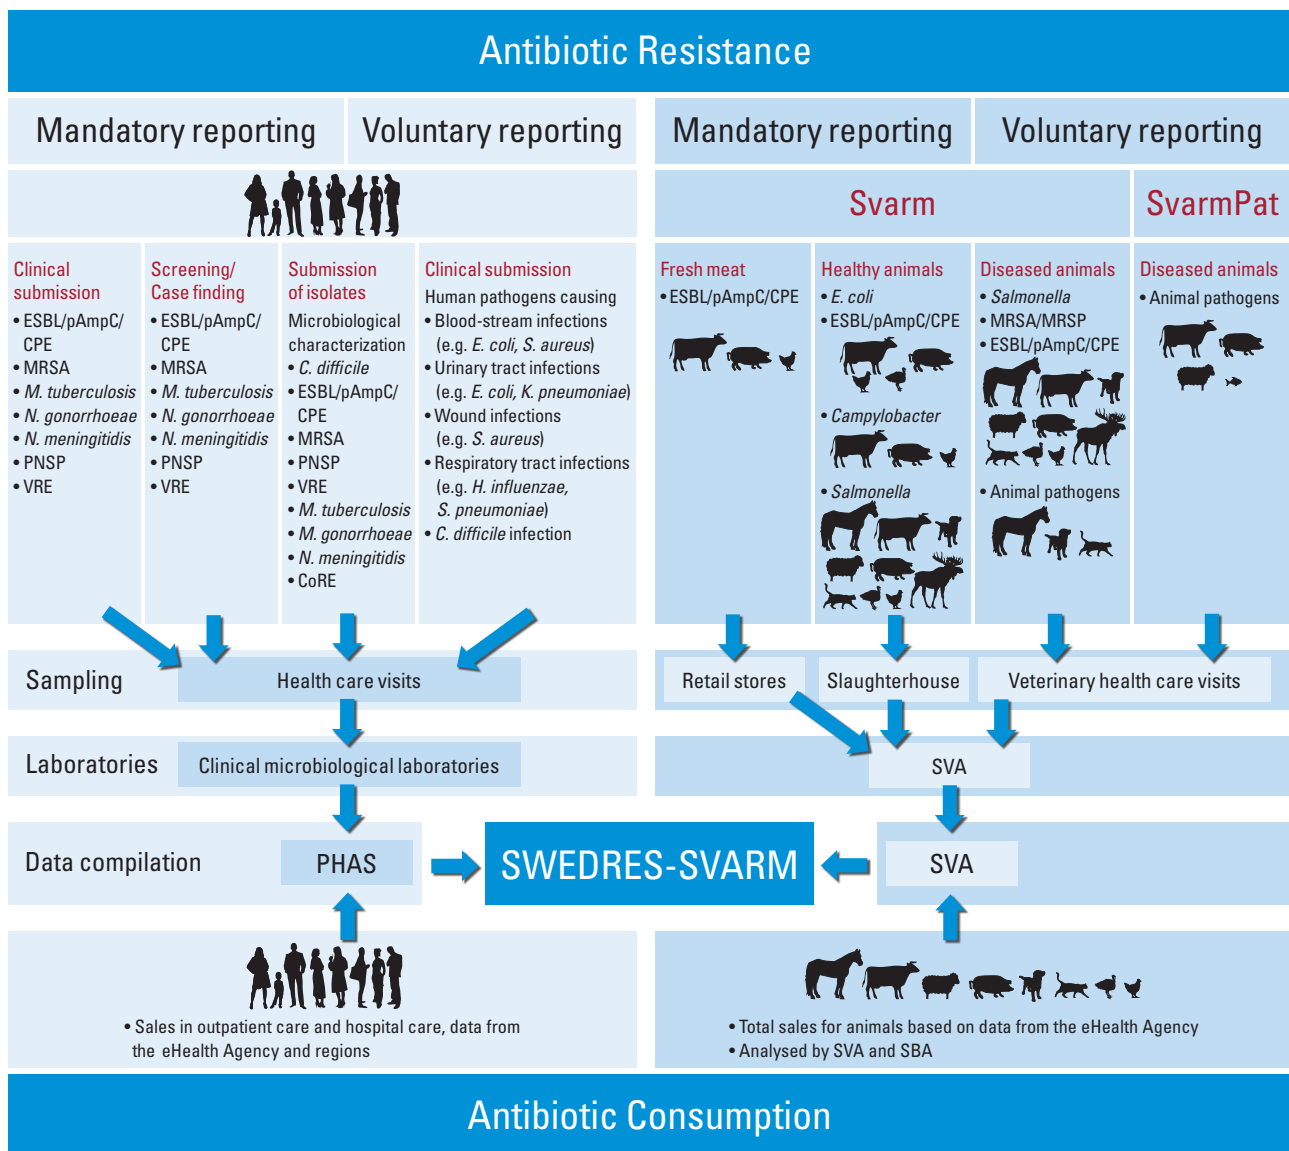 Antibiotic Resistance
Mandatory reporting
Voluntary reporting
Mandatory reporting
Voluntary reporting
Svarm
SvarmPat
Clinical
submission
• ESBL/pAmpC/
CPE
• MRSA
• M. tuberculosis
• N. gonorrhoeae
• N. meningitidis
• PNSP
• VRE
Screening/
Case finding
• ESBL/pAmpC/
CPE
• MRSA
• M. tuberculosis
• N. gonorrhoeae
• N. meningitidis
• PNSP
• VRE
Submission
of isolates
Microbiological
characterization
• C. difficile
• ESBL/pAmpC/
CPE
• MRSA
• PNSP
• VRE
• M. tuberculosis
• M. gonorrhoeae
• N. meningitidis
• CoRE
Clinical submission
Human pathogens causing
• Blood-stream infections
(e.g. E. coli, S. aureus)
• Urinary tract infections
(e.g. E. coli, K. pneumoniae)
• Wound infections
(e.g. S. aureus)
• Respiratory tract infections
(e.g. H. influenzae,
S. pneumoniae)
• C. difficile infection
Fresh meat
• ESBL/pAmpC/CPE
Healthy animals
• E. coli
• ESBL/pAmpC/CPE
• Campylobacter
• Salmonella
Diseased animals
• Salmonella
• MRSA/MRSP
• ESBL/pAmpC/CPE
• Animal pathogens
Diseased animals
• Animal pathogens
Sampling
Health care visits
Retail stores
Slaughterhouse
Veterinary health care visits
Laboratories
Clinical microbiological laboratories
SVA
Data compilation
PHAS
SWEDRES-SVARM
SVA
• Sales in outpatient care and hospital care, data from
the eHealth Agency and regions
• Total sales for animals based on data from the eHealth Agency
• Analysed by SVA and SBA
Antibiotic Consumption